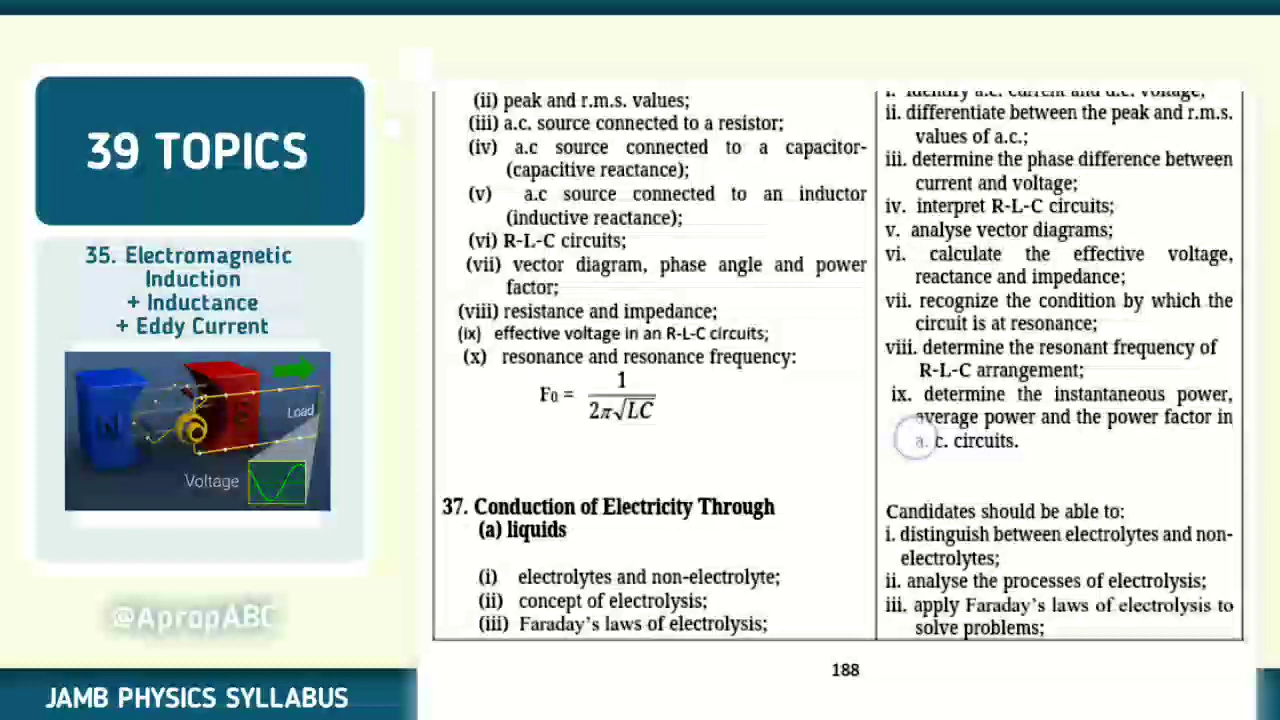 39 TOPICS
35. Electromagnetic
Induction
+ Inductance
+ Eddy Current
N
Load
Voltage
@ApropABC
JAMB PHYSICS SYLLABUS
(ii) peak and r.m.s. values;
(iii) a.c. source connected to a resistor;
(iv) a.c source connected to a capacitor-
(capacitive reactance);
(v) a.c source connected to an inductor
(inductive reactance);
(vi) R-L-C circuits;
(vii) vector diagram, phase angle and power
factor;
(viii) resistance and impedance;
(ix) effective voltage in an R-L-C circuits;
(x) resonance and resonance frequency:
F0 = 1
2π√LC
37. Conduction of Electricity Through
(a) liquids
(i) electrolytes and non-electrolyte;
(ii) concept of electrolysis;
(iii) Faraday's laws of electrolysis;
i. identify a.c. current and d.c. voltage;
ii. differentiate between the peak and r.m.s.
values of a.c.;
iii. determine the phase difference between
current and voltage;
iv. interpret R-L-C circuits;
v. analyse vector diagrams;
vi. calculate the effective voltage,
reactance and impedance;
vii. recognize the condition by which the
circuit is at resonance;
viii. determine the resonant frequency of
R-L-C arrangement;
ix. determine the instantaneous power,
average power and the power factor in
a. c. circuits.
Candidates should be able to:
i. distinguish between electrolytes and non-
electrolytes;
ii. analyse the processes of electrolysis;
iii. apply Faraday's laws of electrolysis to
solve problems;
188